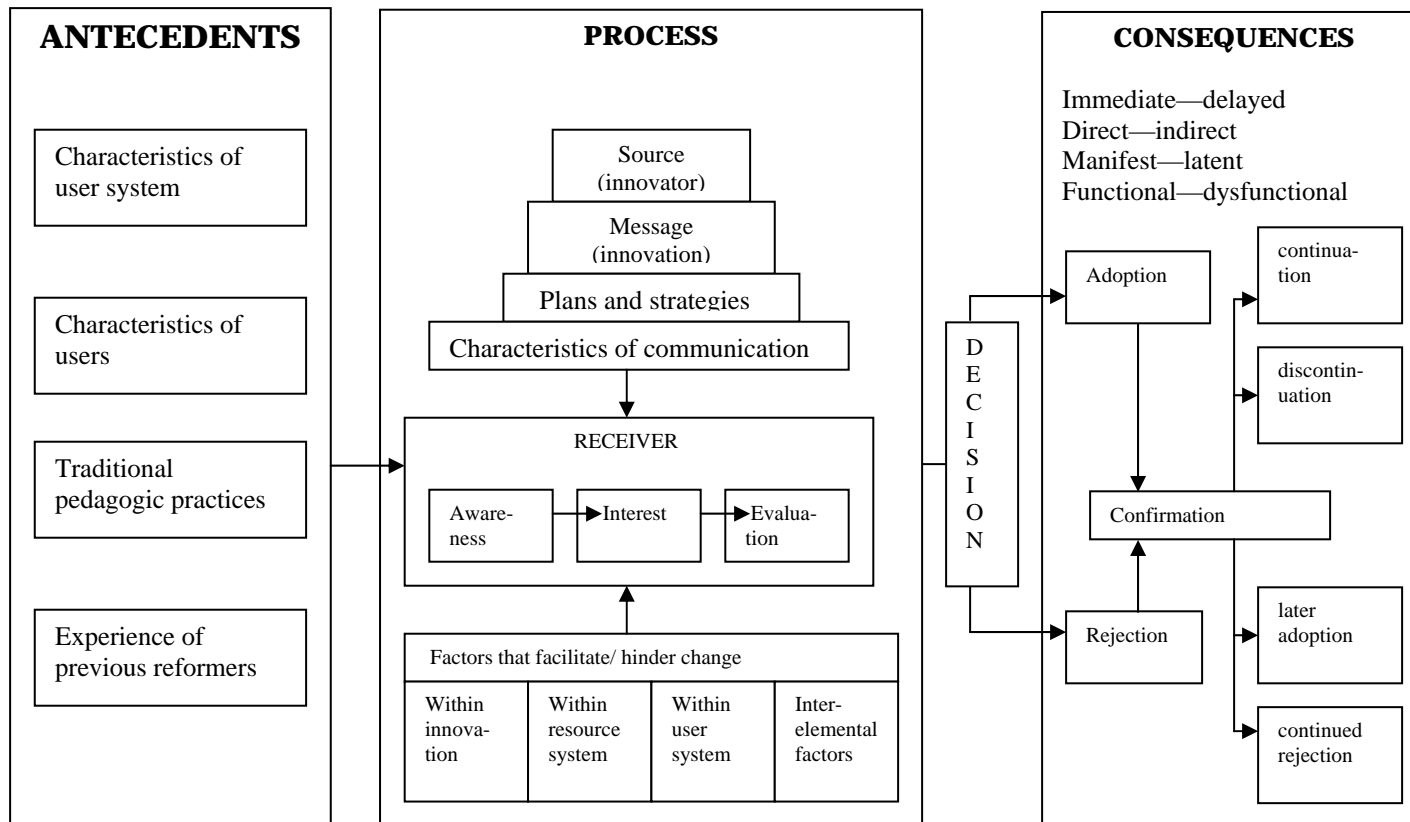 ANTECEDENTS
Characteristics of
user system
Characteristics of
users
Traditional
pedagogic practices
Experience of
previous reformers
PROCESS
Source
(innovator)
Message
(innovation)
Plans and strategies
Characteristics of communication
RECEIVER
Aware-
ness
Interest
Evalua-
tion
Factors that facilitate/ hinder change
Within
innova-
tion
Within
resource
system
Within
user
system
Inter-
elemental
factors
D
E
C
I
S
I
O
N
CONSEQUENCES
Immediate—delayed
Direct—indirect
Manifest—latent
Functional—dysfunctional
Adoption
Confirmation
Rejection
continua-
tion
discontin-
uation
later
adoption
continued
rejection